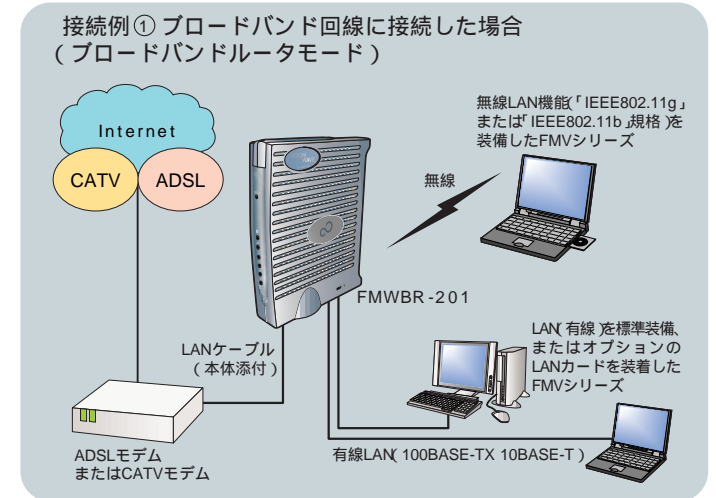 接続例① ブロードバンド回線に接続した場合
(ブロードバンドルータモード)
Internet
CATV
ADSL
無線LAN機能(「IEEE802.11g」
または「IEEE802.11b」規格)を
装備したFMVシリーズ
無線
FMWBR-201
LANケーブル
(本体添付)
LAN(有線)を標準装備、
またはオプションの
LANカードを装着した
FMVシリーズ
ADSLモデム
またはCATVモデム
有線LAN(100BASE-TX 10BASE-T)